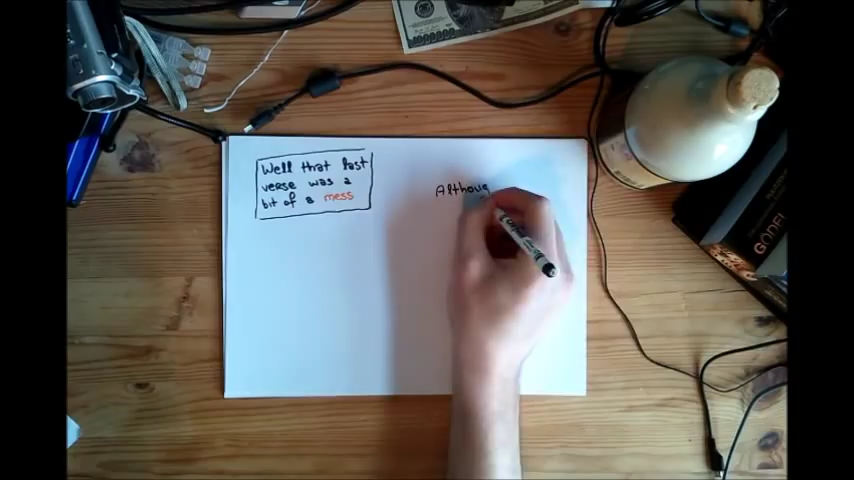 Well that last
verse was a
bit of a mess
Althoug